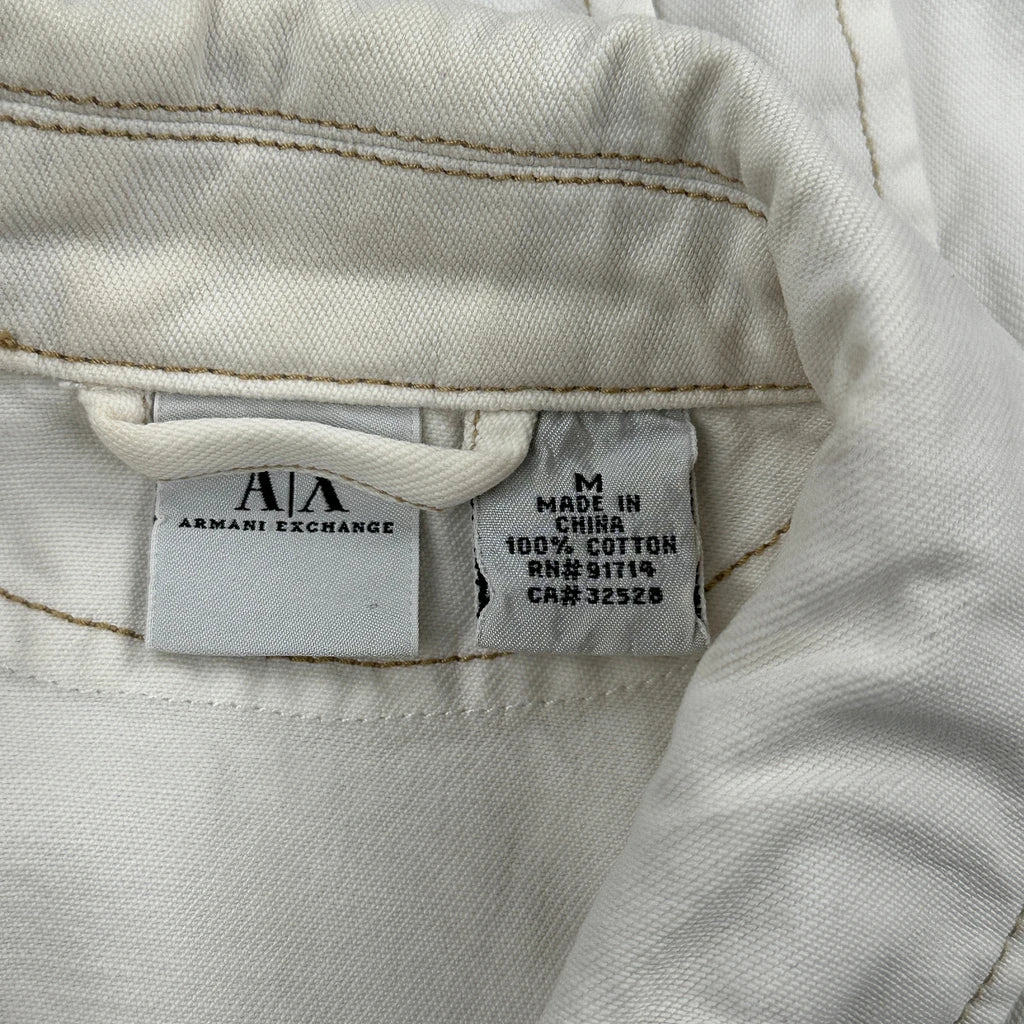 A|X
ARMANI EXCHANGE
M
MADE IN
CHINA
100% COTTON
RN# 91714
CA# 32528